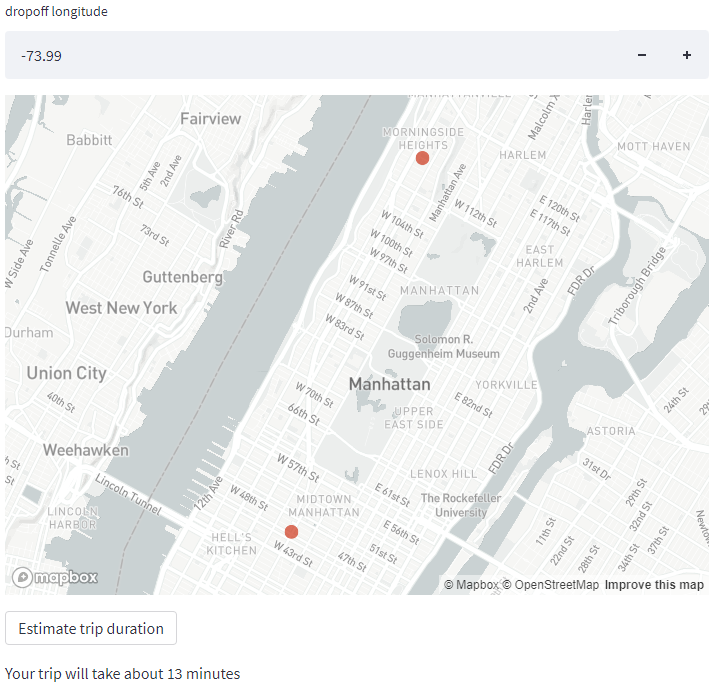 dropoff longitude
-73.99
− +
MANHATTANVILLE
Fairview
Malcolm X
Harlem
MORNINGSIDE
HEIGHTS
Babbitt
HARLEM
MOTT HAVEN
5th Ave
2nd Ave
76th St
Manhattan Ave
W 112th St
E 120th St
E 117th St
W 104th St
River Rd
Tonnelle Ave
73rd St
W Side Ave
W 100th St
W 97th St
EAST
HARLEM
Guttenberg
W 91st St
MANHATTAN
2nd Ave
FDR Dr
Triborough Bridge
West New York
W 87th St
Durham
W 83rd St
Solomon R.
Guggenheim Museum
Union City
Manhattan
YORKVILLE
40th St
W 70th St
66th St
UPPER
EAST SIDE
E 82nd St
24th St
29
ASTORIA
Weehawken
FDR Dr
h St
St
W 57th St
LENOX HILL
31st Dr
Lincoln Tunnel
12th Ave
W 48th St
E 61st St
The Rockefeller
University
29th St
32nd St
LINCOLN
HARBOR
MIDTOWN
MANHATTAN
E 56th St
11th St
37th St
Newtow
HELL'S
KITCHEN
W 43rd St
47th St
51st St
22nd St
28th St
34th St
mapbox
© Mapbox © OpenStreetMap Improve this map
Estimate trip duration
Your trip will take about 13 minutes